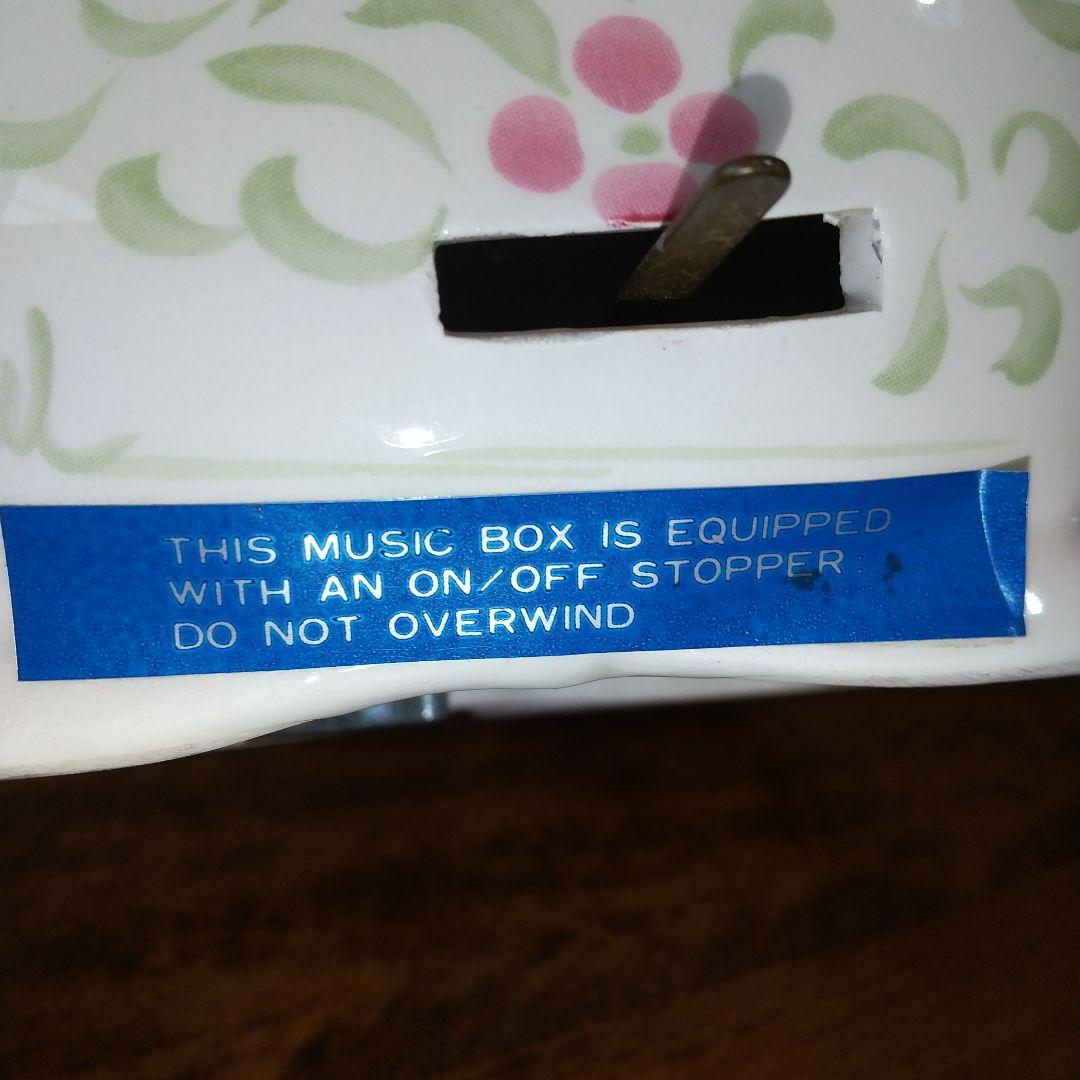 THIS MUSIC BOX IS EQUIPPED
WITH AN ON/OFF STOPPER
DO NOT OVERWIND